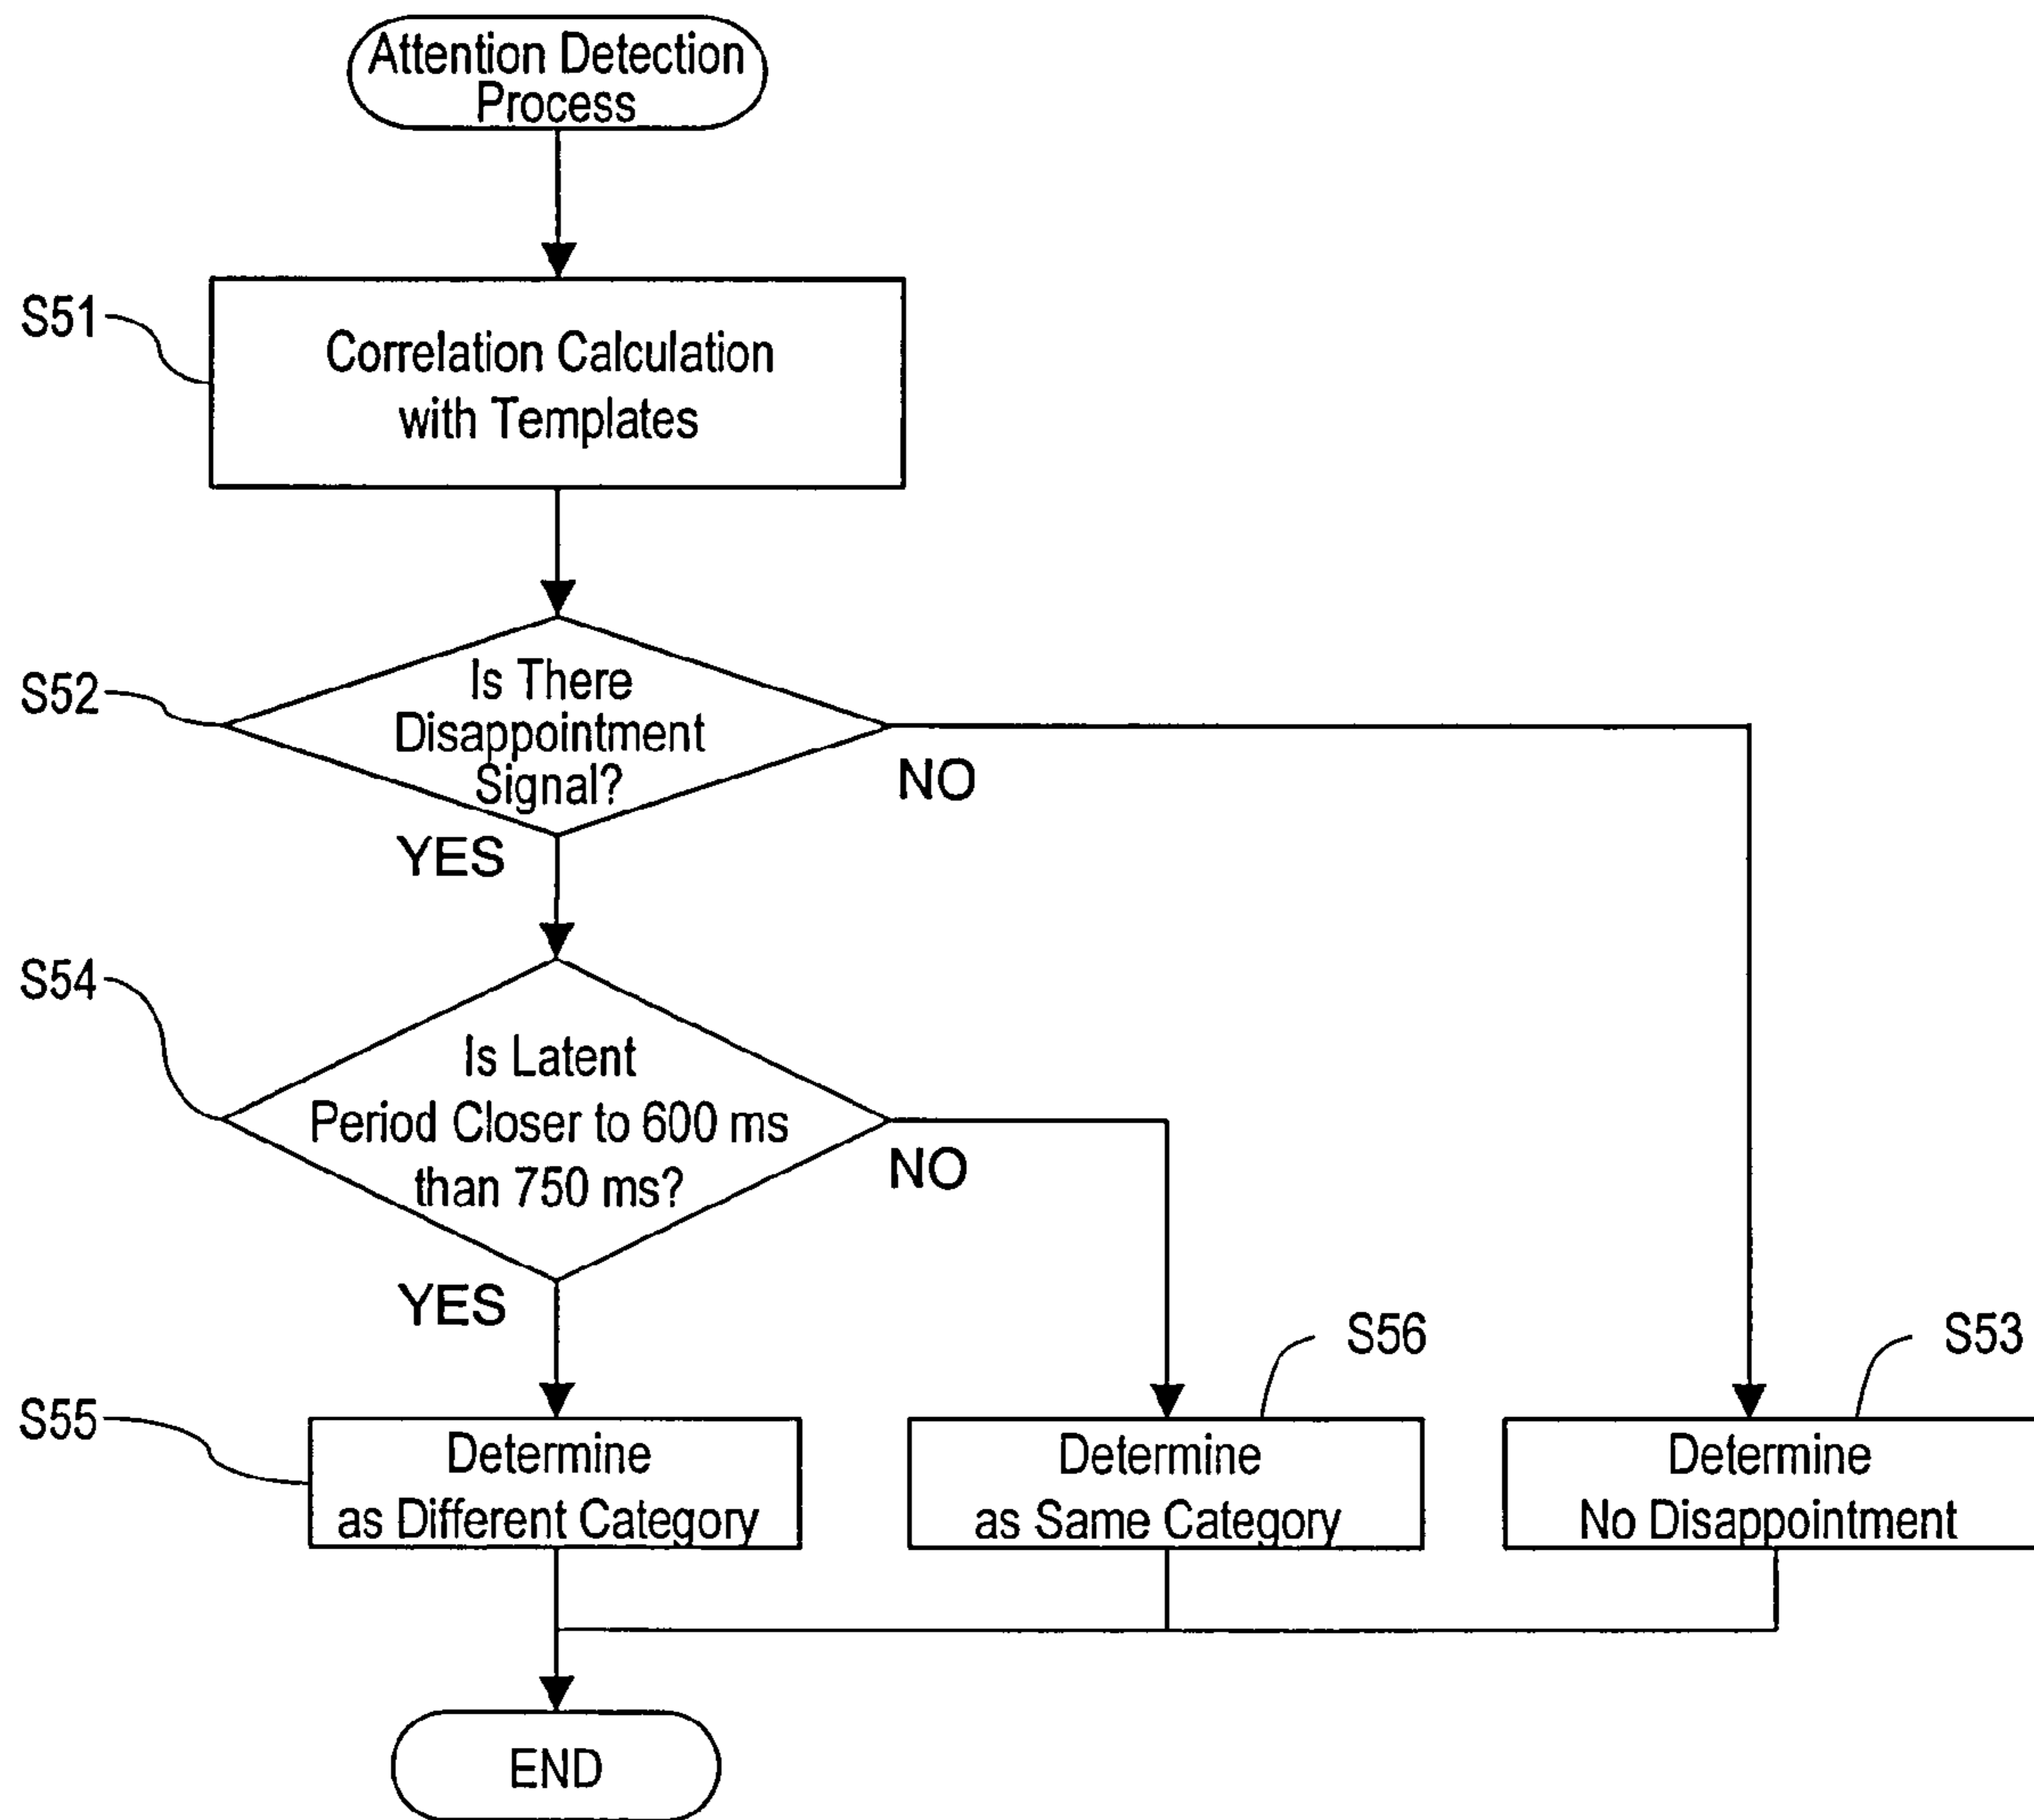 Attention Detection
Process
S51
Correlation Calculation
with Templates
S52
Is There
Disappointment
Signal?
NO
YES
S54
Is Latent
Period Closer to 600 ms
than 750 ms?
NO
YES
S56
S53
S55
Determine
as Different Category
Determine
as Same Category
Determine
No Disappointment
END